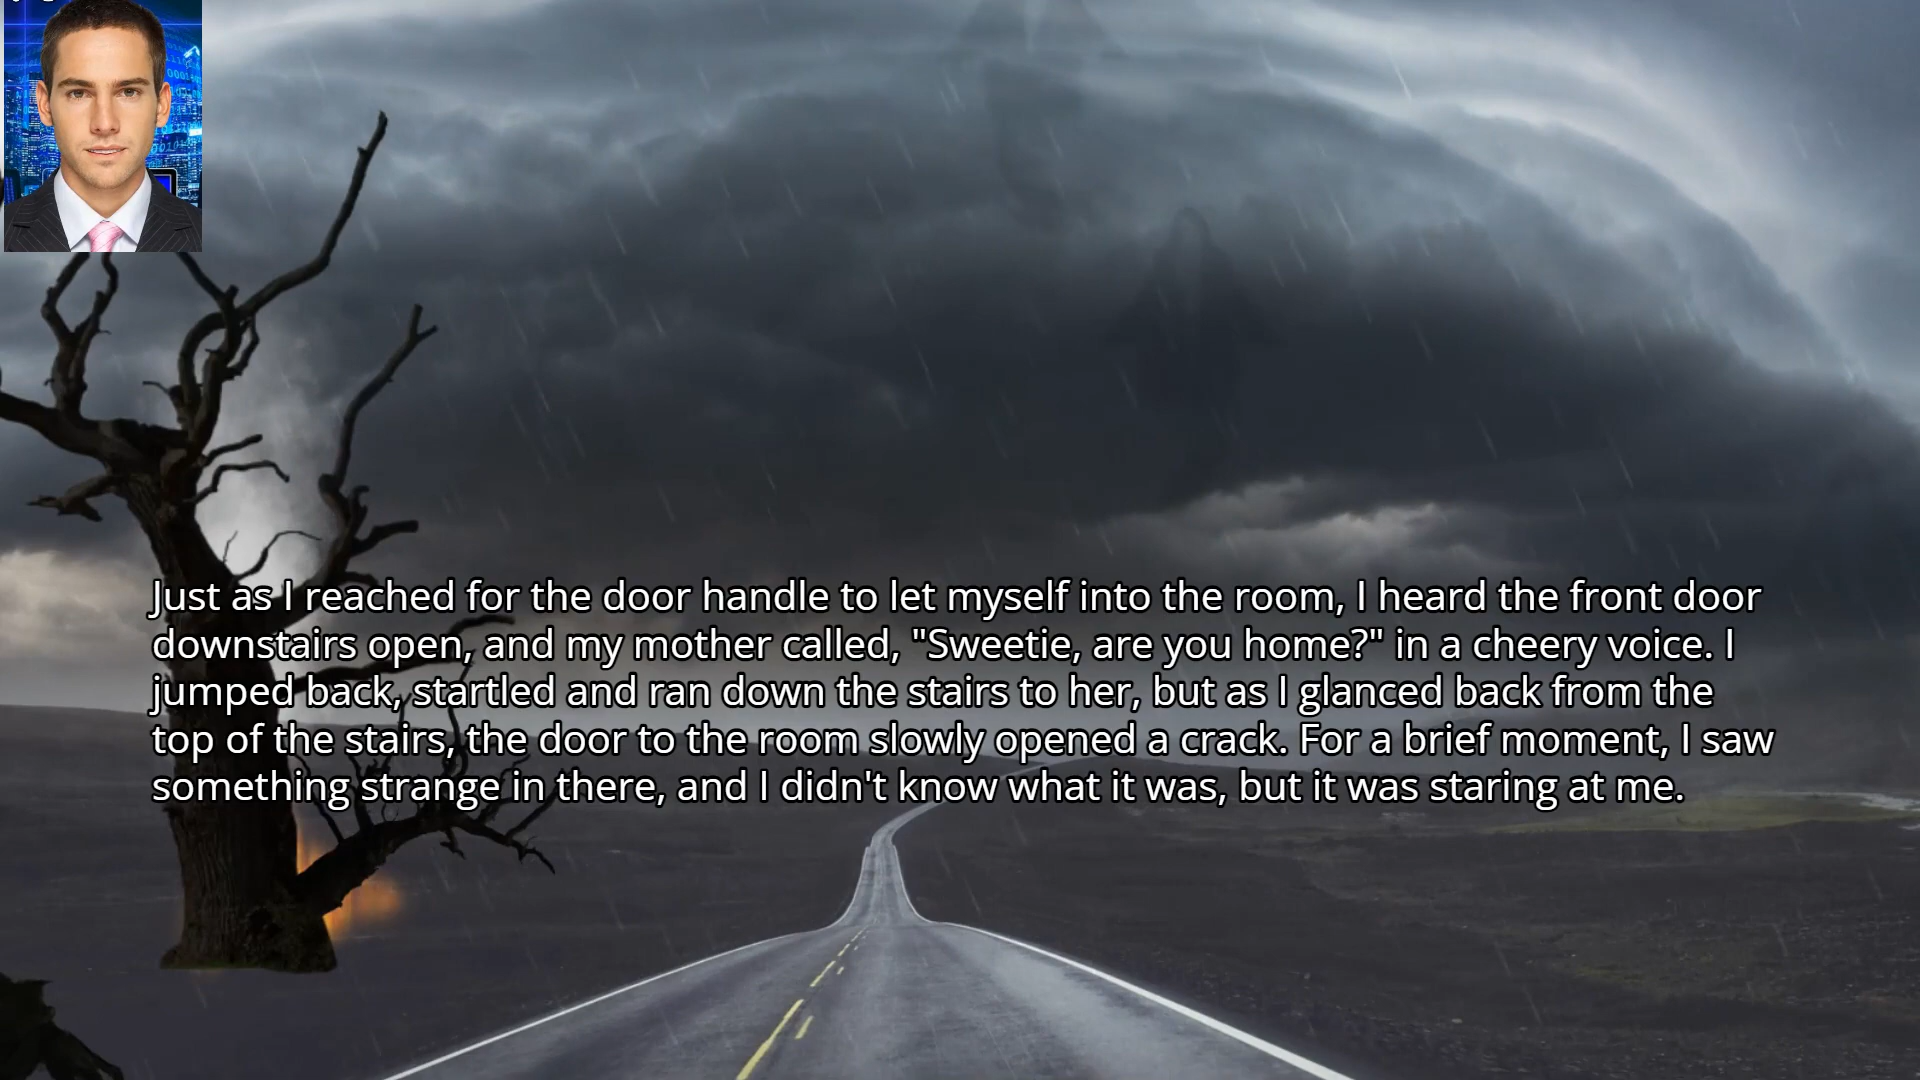 Just as I reached for the door handle to let myself into the room, I heard the front door
downstairs open, and my mother called, "Sweetie, are you home?" in a cheery voice. I
jumped back, startled and ran down the stairs to her, but as I glanced back from the
top of the stairs, the door to the room slowly opened a crack. For a brief moment, I saw
something strange in there, and I didn't know what it was, but it was staring at me.